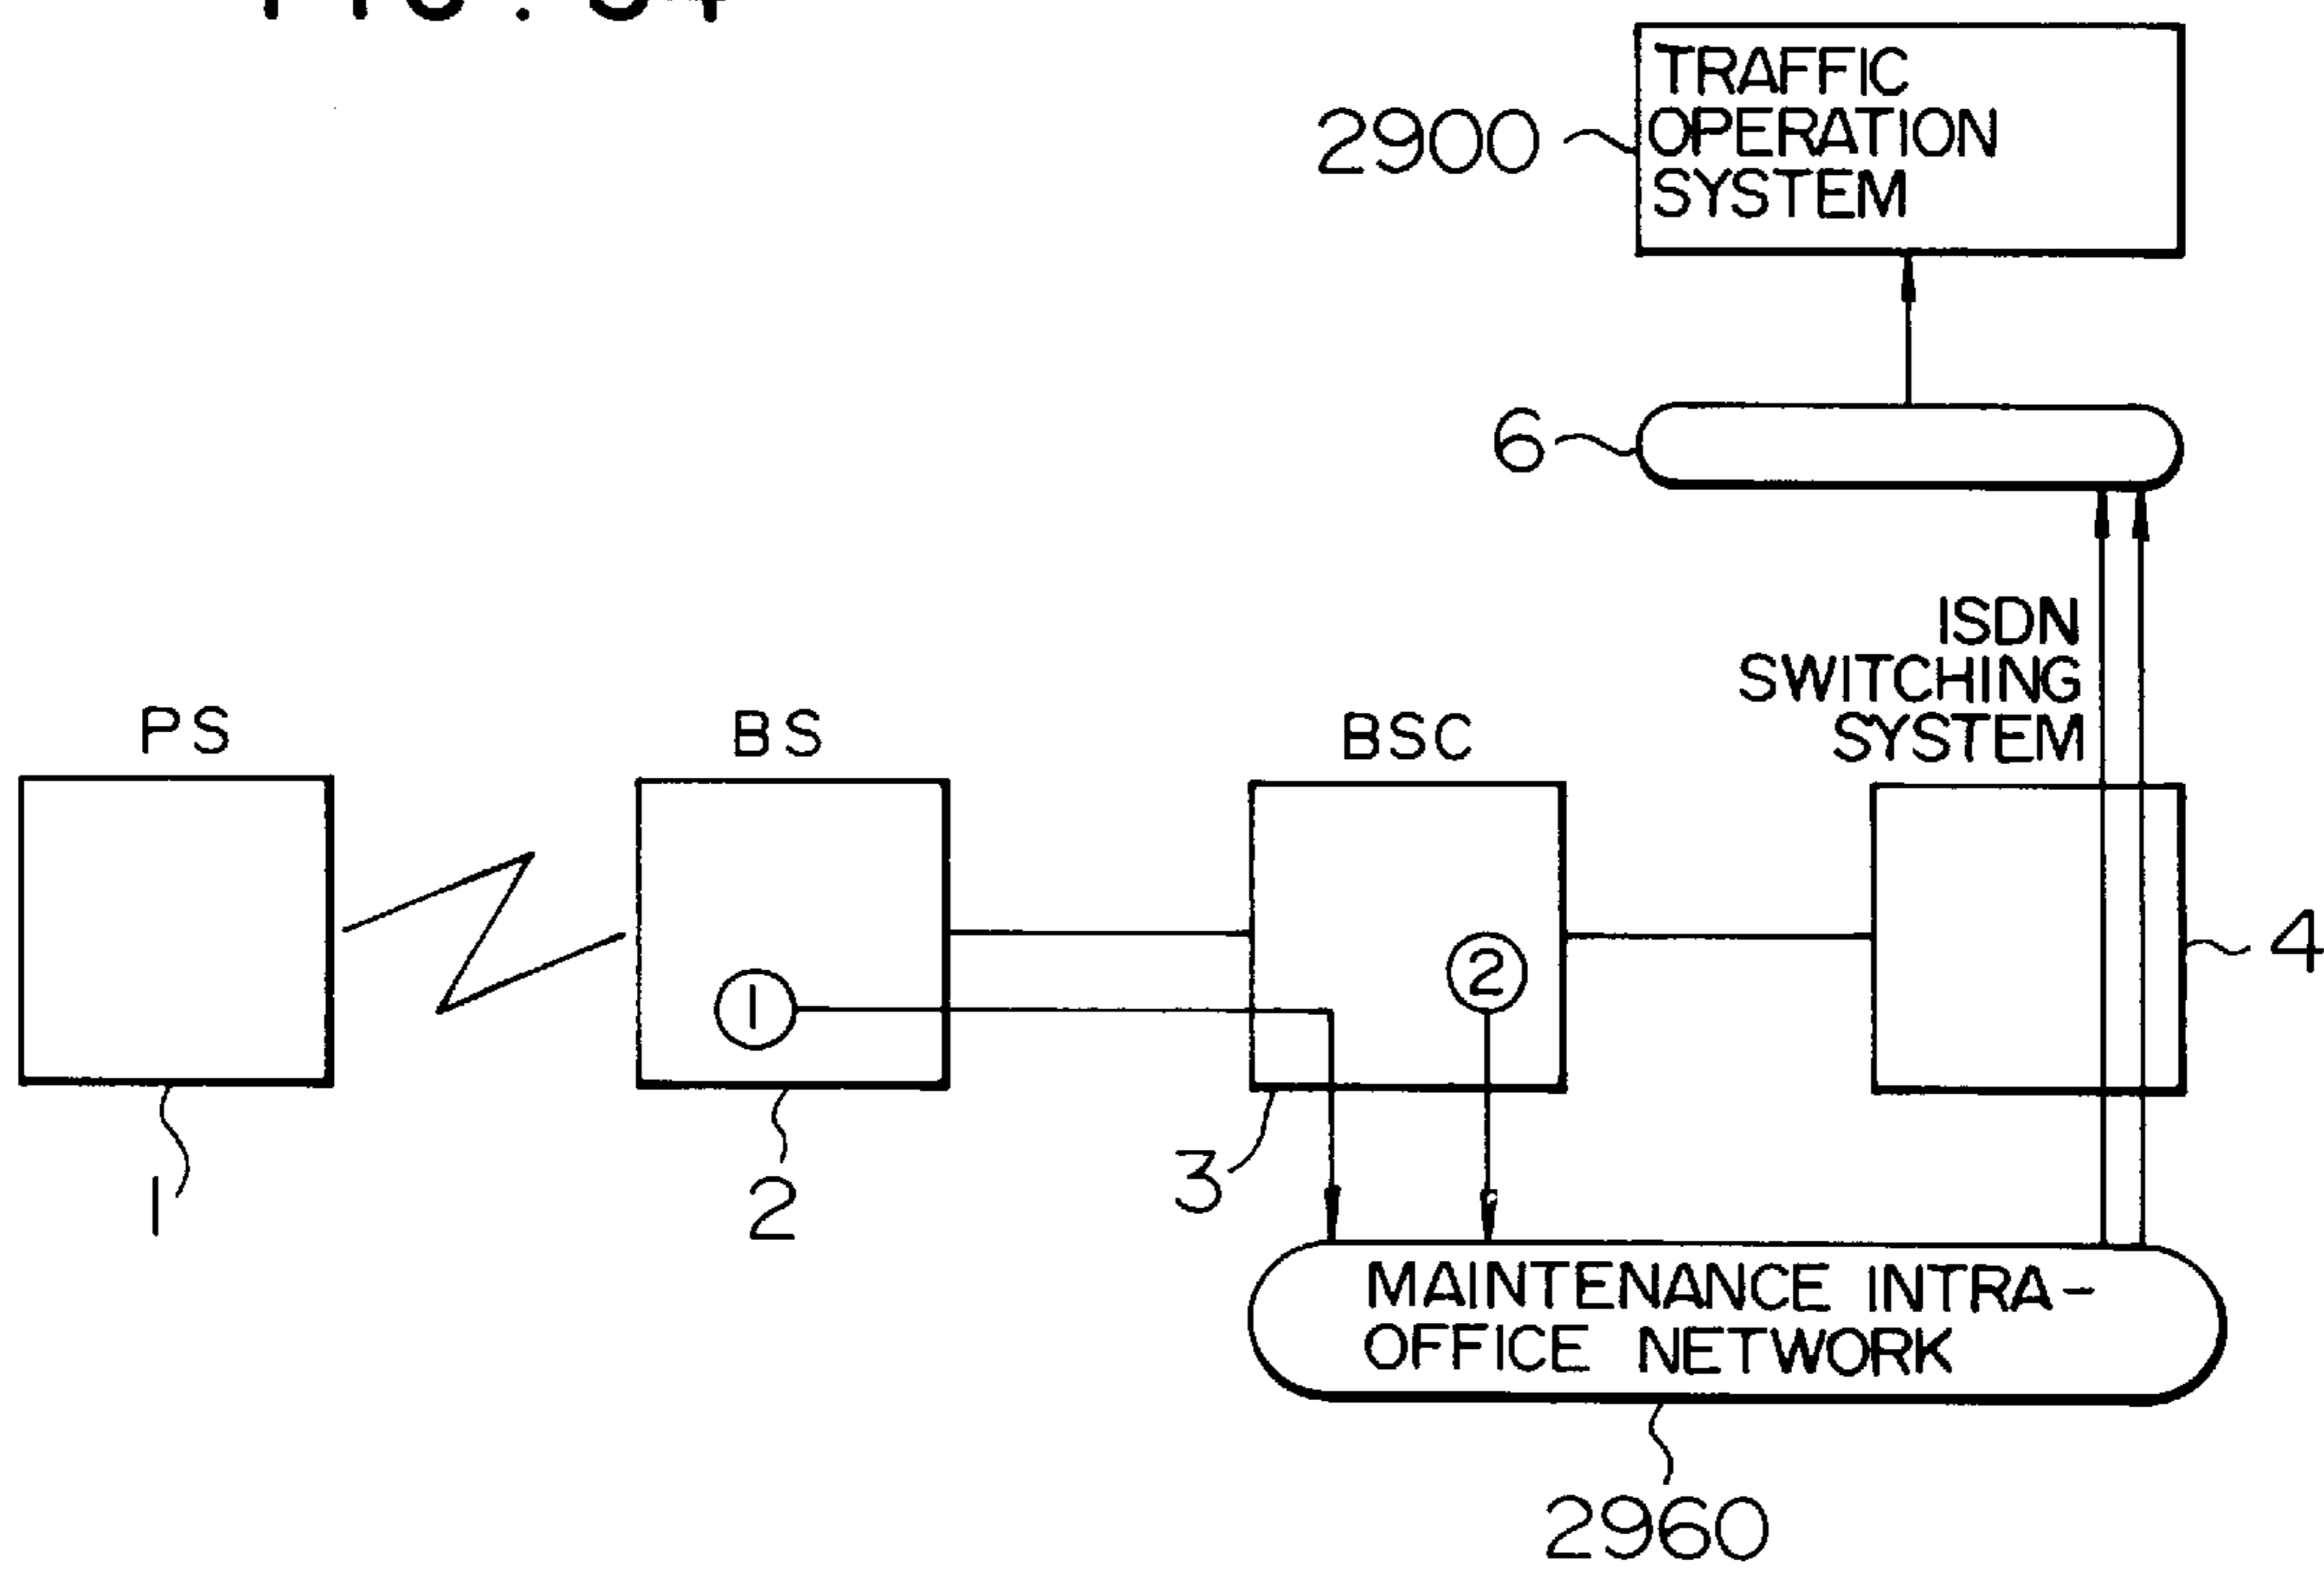 TRAFFIC
OPERATION
SYSTEM
2900
6
ISDN
SWITCHING
SYSTEM
PS
BS
BSC
4
1
2
3
1
2
MAINTENANCE INTRA-
OFFICE NETWORK
2960